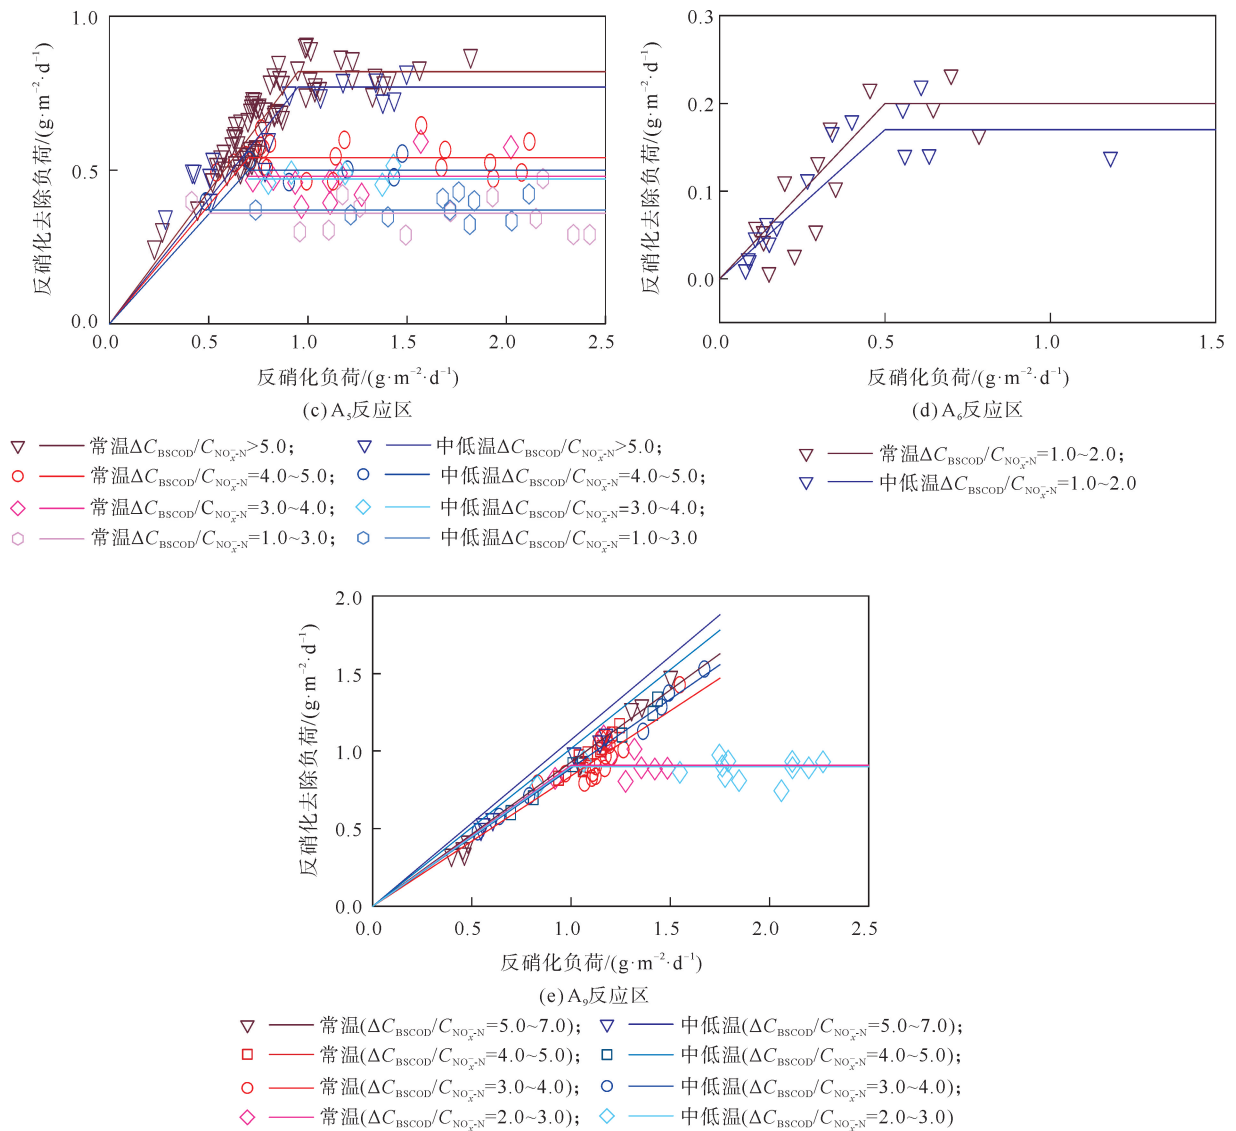 1.0
0.5
0.0
反硝化去除负荷/(g·m⁻²·d⁻¹)
0.0 0.5 1.0 1.5 2.0 2.5
反硝化负荷/(g·m⁻²·d⁻¹)
(c) A₅反应区
0.3
0.2
0.1
0.0
反硝化去除负荷/(g·m⁻²·d⁻¹)
0.0 0.5 1.0 1.5
反硝化负荷/(g·m⁻²·d⁻¹)
(d) A₆反应区
常温ΔC_BSCOD/C_NOₓ⁻-N>5.0; 中低温ΔC_BSCOD/C_NOₓ⁻-N>5.0;
常温ΔC_BSCOD/C_NOₓ⁻-N=4.0~5.0; 中低温ΔC_BSCOD/C_NOₓ⁻-N=4.0~5.0;
常温ΔC_BSCOD/C_NOₓ⁻-N=3.0~4.0; 中低温ΔC_BSCOD/C_NOₓ⁻-N=3.0~4.0;
常温ΔC_BSCOD/C_NOₓ⁻-N=1.0~3.0; 中低温ΔC_BSCOD/C_NOₓ⁻-N=1.0~3.0
常温ΔC_BSCOD/C_NOₓ⁻-N=1.0~2.0;
中低温ΔC_BSCOD/C_NOₓ⁻-N=1.0~2.0
2.0
1.5
1.0
0.5
0.0
反硝化去除负荷/(g·m⁻²·d⁻¹)
0.0 0.5 1.0 1.5 2.0 2.5
反硝化负荷/(g·m⁻²·d⁻¹)
(e) A₉反应区
常温(ΔC_BSCOD/C_NOₓ⁻-N=5.0~7.0); 中低温(ΔC_BSCOD/C_NOₓ⁻-N=5.0~7.0);
常温(ΔC_BSCOD/C_NOₓ⁻-N=4.0~5.0); 中低温(ΔC_BSCOD/C_NOₓ⁻-N=4.0~5.0);
常温(ΔC_BSCOD/C_NOₓ⁻-N=3.0~4.0); 中低温(ΔC_BSCOD/C_NOₓ⁻-N=3.0~4.0);
常温(ΔC_BSCOD/C_NOₓ⁻-N=2.0~3.0); 中低温(ΔC_BSCOD/C_NOₓ⁻-N=2.0~3.0)